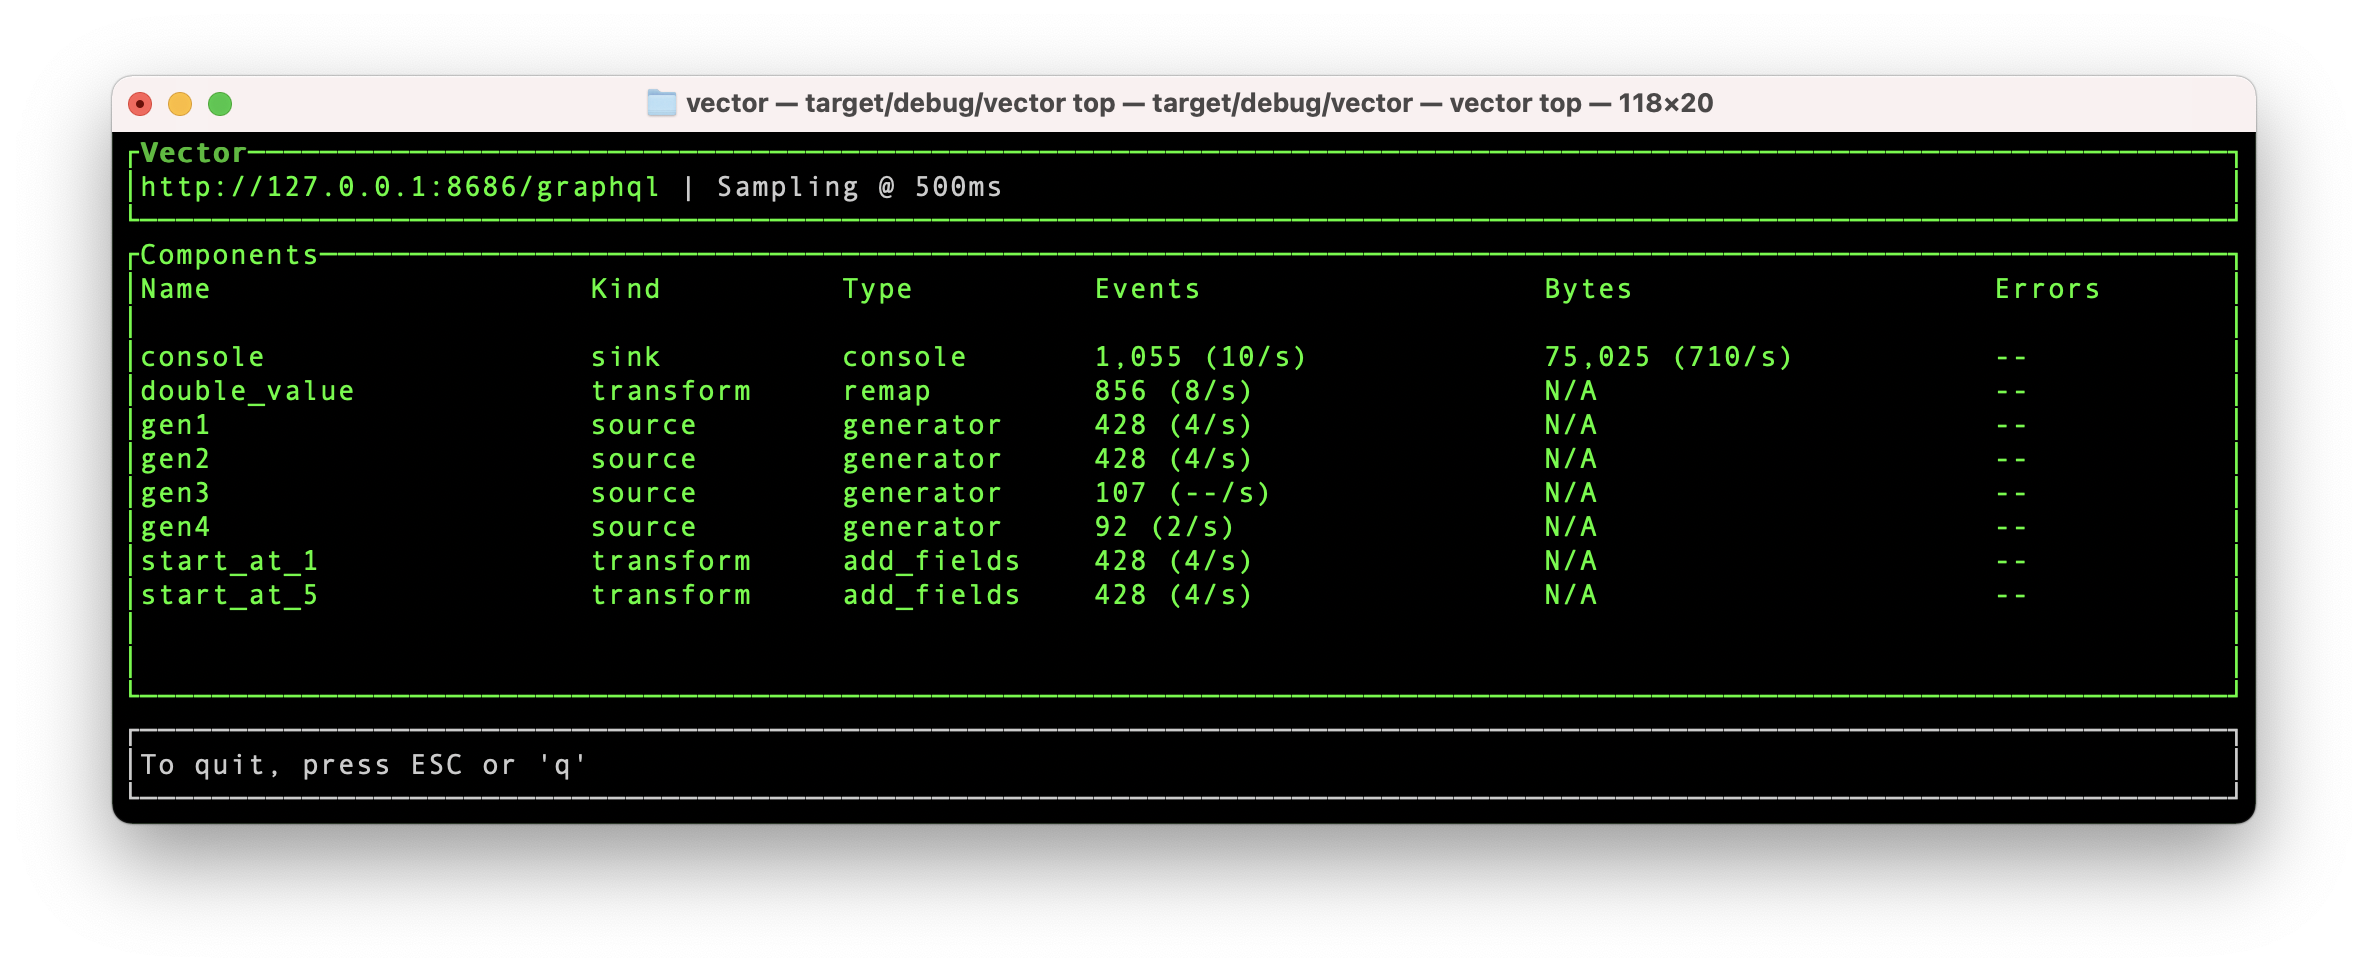 vector — target/debug/vector top — target/debug/vector — vector top — 118×20
Vector
http://127.0.0.1:8686/graphql | Sampling @ 500ms
Components
Name Kind Type Events Bytes Errors
console sink console 1,055 (10/s) 75,025 (710/s) --
double_value transform remap 856 (8/s) N/A --
gen1 source generator 428 (4/s) N/A --
gen2 source generator 428 (4/s) N/A --
gen3 source generator 107 (--/s) N/A --
gen4 source generator 92 (2/s) N/A --
start_at_1 transform add_fields 428 (4/s) N/A --
start_at_5 transform add_fields 428 (4/s) N/A --
To quit, press ESC or 'q'